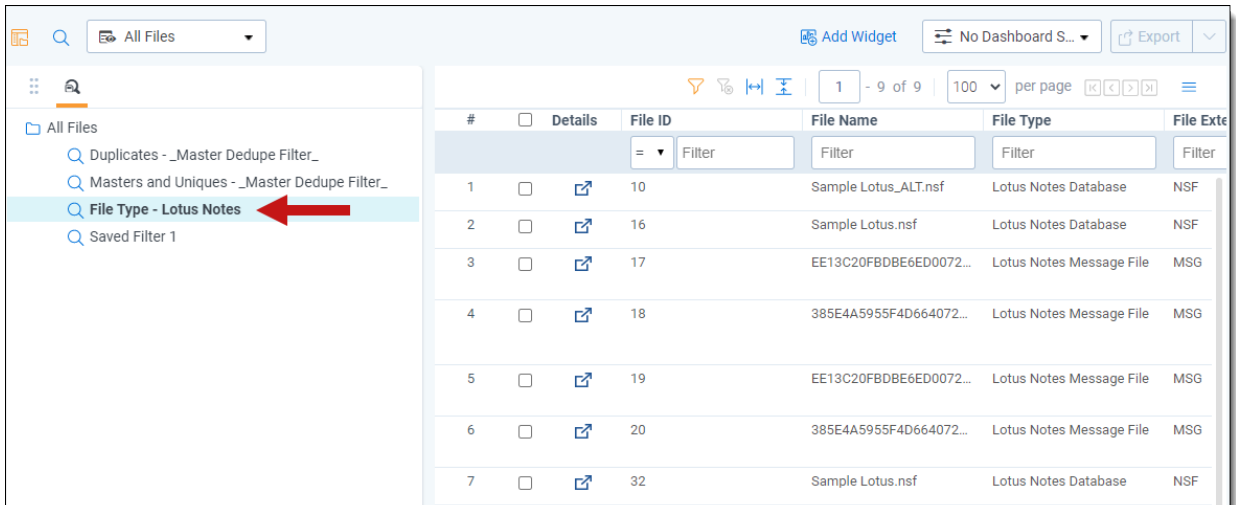 All Files
Add Widget
No Dashboard S...
Export
1 - 9 of 9
100 per page
All Files
Duplicates - _Master Dedupe Filter_
Masters and Uniques - _Master Dedupe Filter_
File Type - Lotus Notes
Saved Filter 1
# Details File ID File Name File Type File Exte
= Filter Filter Filter Filter
1 10 Sample Lotus_ALT.nsf Lotus Notes Database NSF
2 16 Sample Lotus.nsf Lotus Notes Database NSF
3 17 EE13C20FBDBE6ED0072... Lotus Notes Message File MSG
4 18 385E4A5955F4D664072... Lotus Notes Message File MSG
5 19 EE13C20FBDBE6ED0072... Lotus Notes Message File MSG
6 20 385E4A5955F4D664072... Lotus Notes Message File MSG
7 32 Sample Lotus.nsf Lotus Notes Database NSF